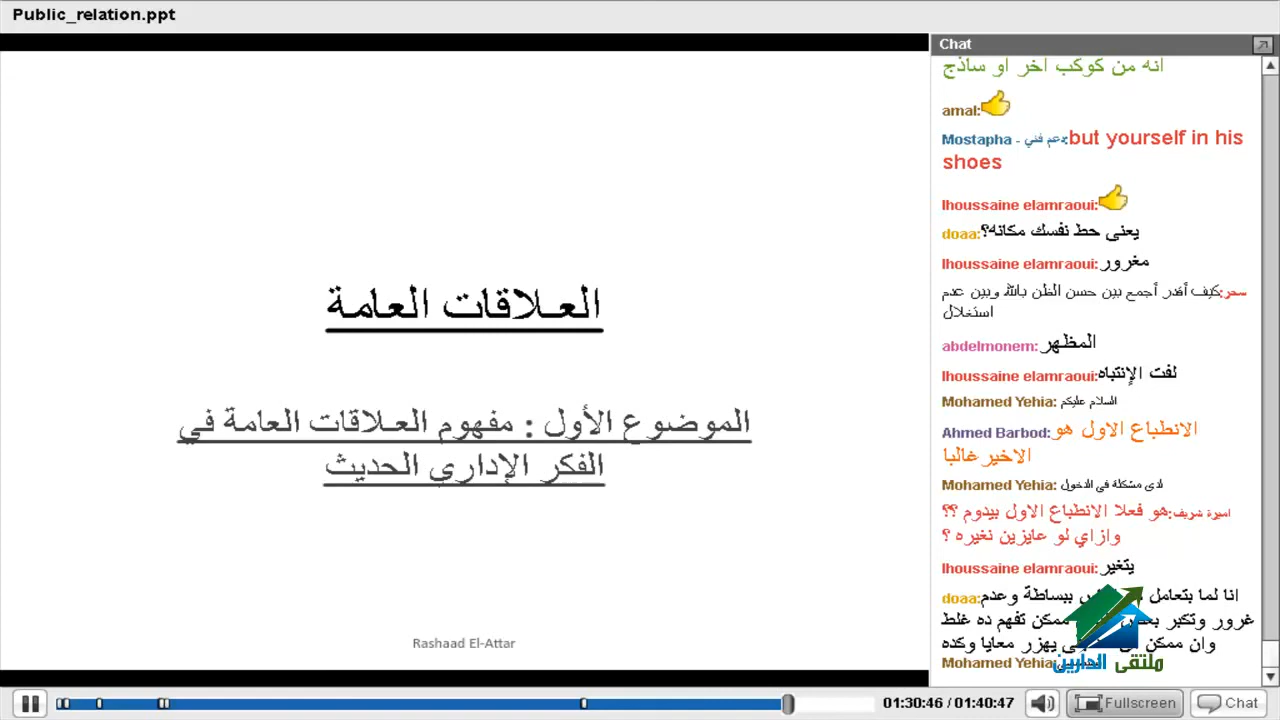 Public_relation.ppt
العـلاقات العامة
الموضوع الأول : مفهوم العـلاقات العامة في
الفكر الإداري الحديث
Rashaad El-Attar
Chat
انه من كوكب اخر او ساذج
amal:
Mostapha - دعم فني:but yourself in his
shoes
lhoussaine elamraoui:
doaa:يعنى حط نفسك مكانه؟
lhoussaine elamraoui:مغرور
سحر:كيف أقدر أجمع بين حسن الظن بالله وبين عدم
استغلال
abdelmonem:المظهر
lhoussaine elamraoui:لفت الإنتباه
Mohamed Yehia: السلام عليكم
Ahmed Barbod:الانطباع الاول هو
الاخير غالبا
Mohamed Yehia: لدى مشكلة فى الدخول
اميرة شريف:هو فعلا الانطباع الاول بيدوم ؟؟
وازاي لو عايزين نغيره ؟
lhoussaine elamraoui:يتغير
doaa:انا لما بتعامل ببساطة وعدم
غرور وتكبر ممكن تفهم ده غلط
وان ممكن يهزر معايا وكده
Mohamed Yehia:
ملتقى الدارين
01:30:46 / 01:40:47
Fullscreen
Chat